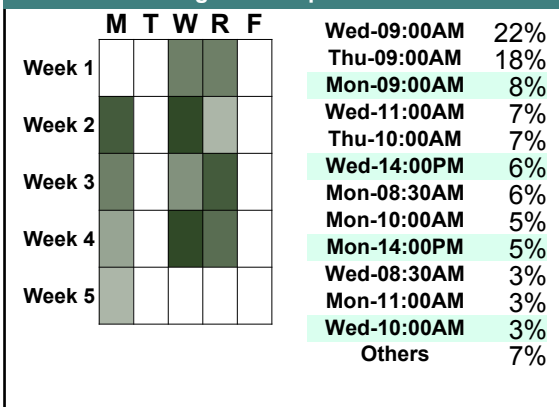 M T W R F
Week 1
Week 2
Week 3
Week 4
Week 5
Wed-09:00AM 22%
Thu-09:00AM 18%
Mon-09:00AM 8%
Wed-11:00AM 7%
Thu-10:00AM 7%
Wed-14:00PM 6%
Mon-08:30AM 6%
Mon-10:00AM 5%
Mon-14:00PM 5%
Wed-08:30AM 3%
Mon-11:00AM 3%
Wed-10:00AM 3%
Others 7%